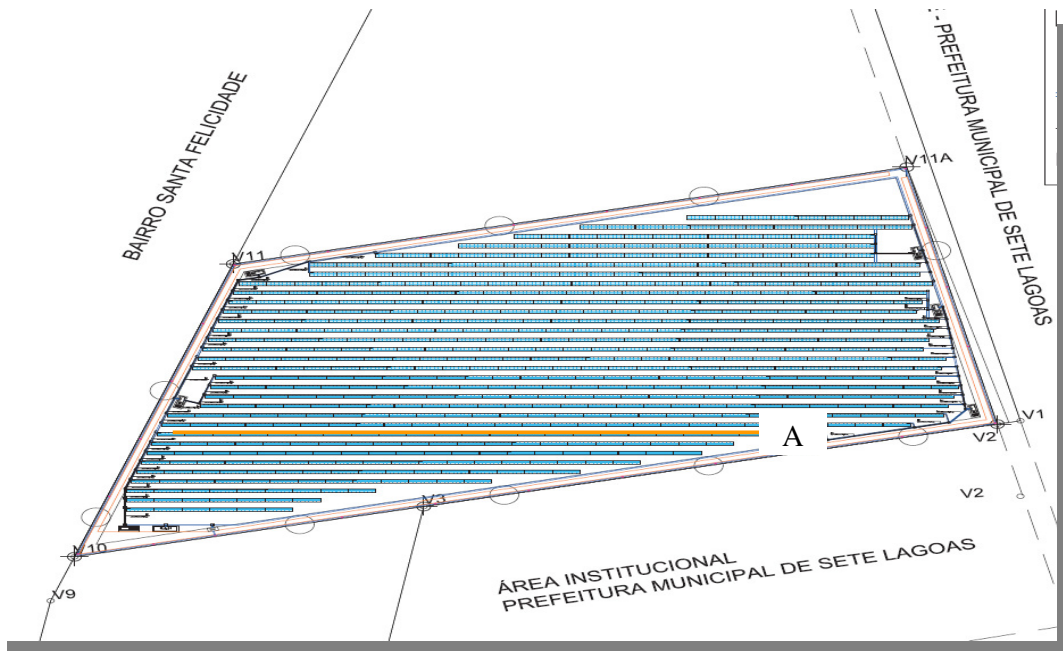 BAIRRO SANTA FELICIDADE
- PREFEITURA MUNICIPAL DE SETE LAGOAS
V11A
V11
A
V1
V2
V2
V3
V10
V9
ÁREA INSTITUCIONAL
PREFEITURA MUNICIPAL DE SETE LAGOAS